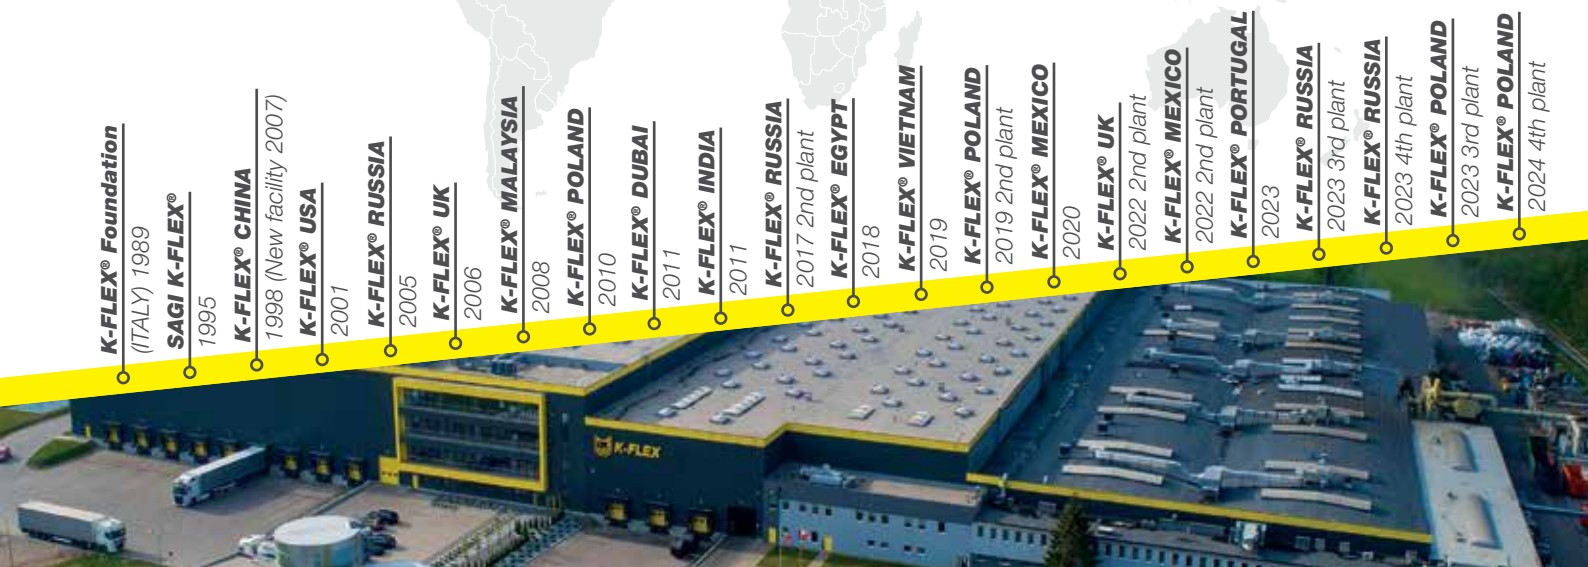 K-FLEX® Foundation
(ITALY) 1989
SAGI K-FLEX®
1995
K-FLEX® CHINA
1998 (New facility 2007)
K-FLEX® USA
2001
K-FLEX® RUSSIA
2005
K-FLEX® UK
2006
K-FLEX® MALAYSIA
2008
K-FLEX® POLAND
2010
K-FLEX® DUBAI
2011
K-FLEX® INDIA
2011
K-FLEX® RUSSIA
2017 2nd plant
K-FLEX® EGYPT
2018
K-FLEX® VIETNAM
2019
K-FLEX® POLAND
2019 2nd plant
K-FLEX® MEXICO
2020
K-FLEX® UK
2022 2nd plant
K-FLEX® MEXICO
2022 2nd plant
K-FLEX® PORTUGAL
2023
K-FLEX® RUSSIA
2023 3rd plant
K-FLEX® RUSSIA
2023 4th plant
K-FLEX® POLAND
2023 3rd plant
K-FLEX® POLAND
2024 4th plant
K-FLEX